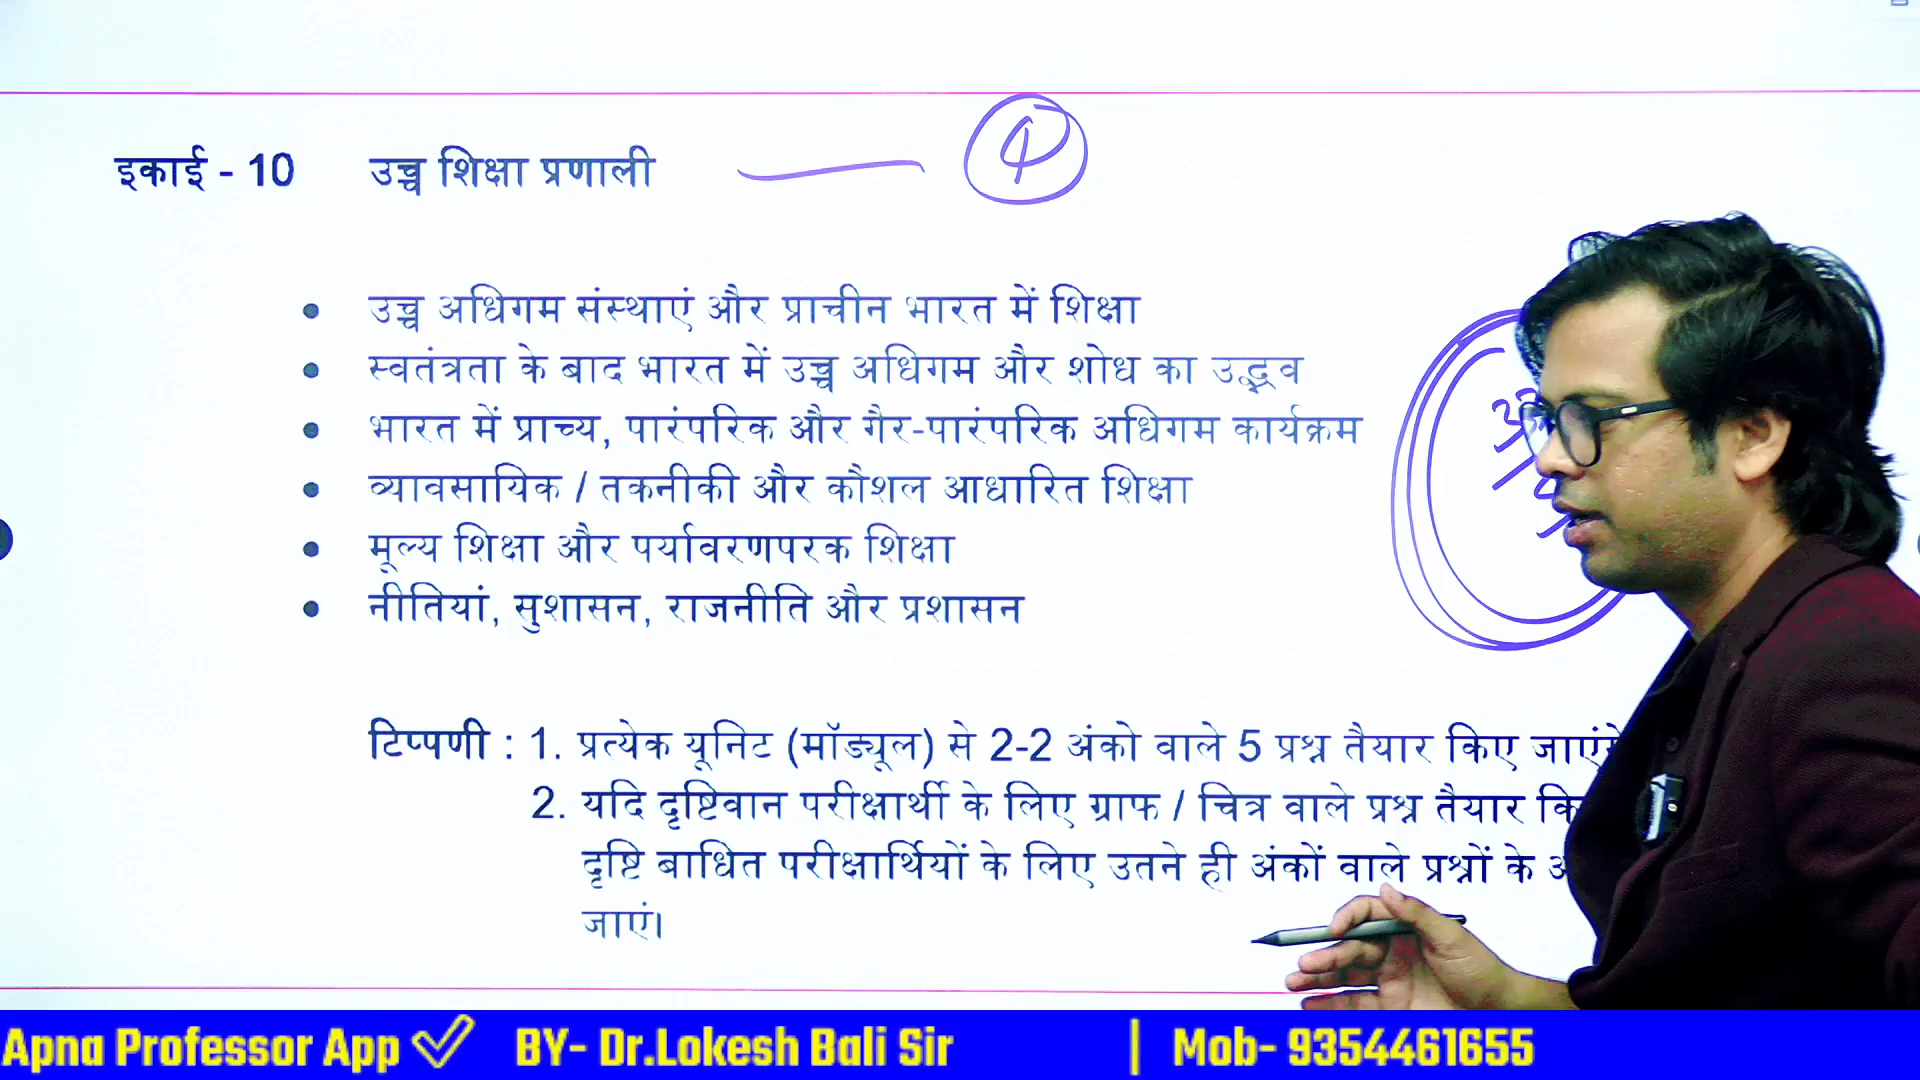 इकाई - 10 उच्च शिक्षा प्रणाली
• उच्च अधिगम संस्थाएं और प्राचीन भारत में शिक्षा
• स्वतंत्रता के बाद भारत में उच्च अधिगम और शोध का उद्भव
• भारत में प्राच्य, पारंपरिक और गैर-पारंपरिक अधिगम कार्यक्रम
• व्यावसायिक / तकनीकी और कौशल आधारित शिक्षा
• मूल्य शिक्षा और पर्यावरणपरक शिक्षा
• नीतियां, सुशासन, राजनीति और प्रशासन
टिप्पणी : 1. प्रत्येक यूनिट (मॉड्यूल) से 2-2 अंको वाले 5 प्रश्न तैयार किए
2. यदि दृष्टिवान परीक्षार्थी के लिए ग्राफ / चित्र वाले प्रश्न तैयार
दृष्टि बाधित परीक्षार्थियों के लिए उतने ही अंकों वाले प्रश्नों के
जाएं।
Apna Professor App BY- Dr.Lokesh Bali Sir | Mob- 9354461655